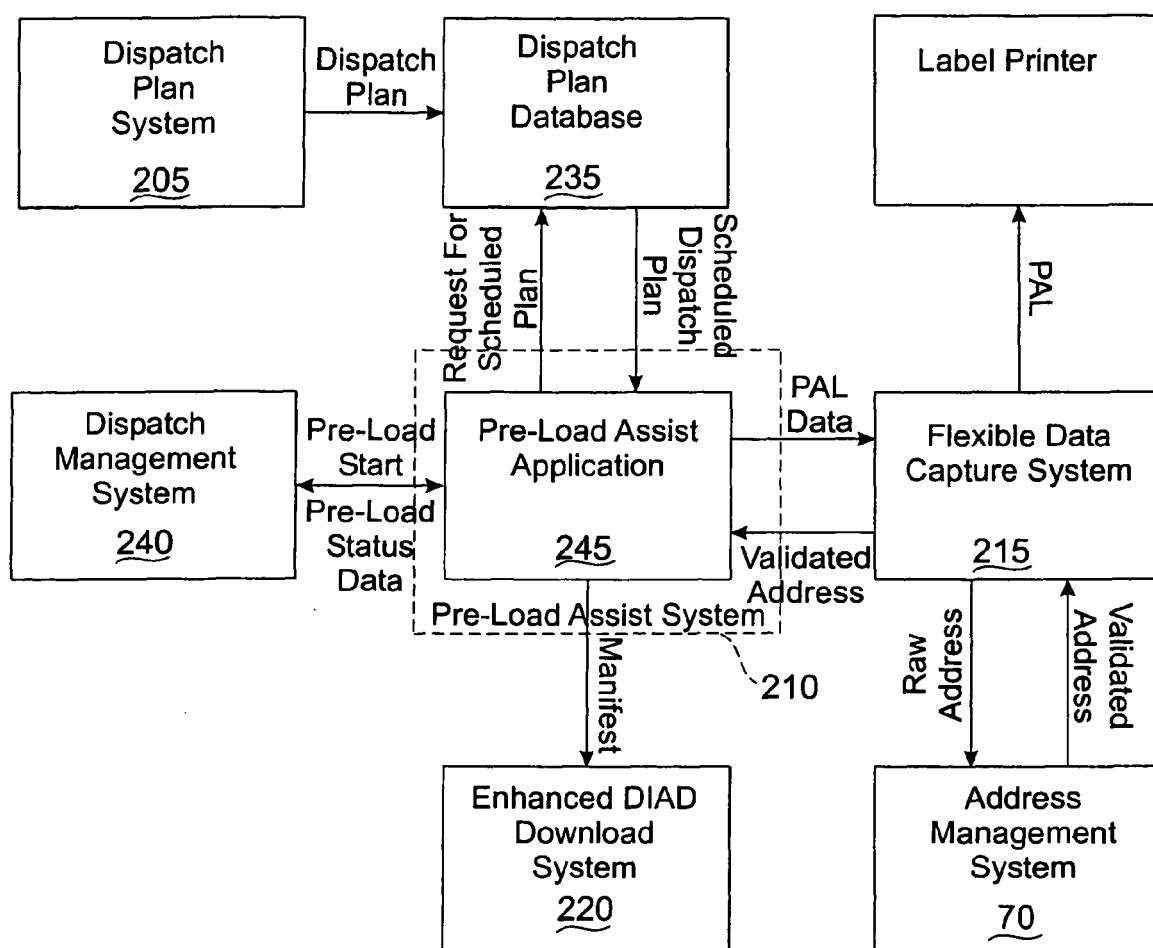 Dispatch
Plan
System
205
Dispatch
Plan
Dispatch
Plan
Database
235
Label Printer
Request For
Scheduled
Plan
Scheduled
Dispatch
Plan
PAL
Dispatch
Management
System
240
Pre-Load
Start
Pre-Load
Status
Data
Pre-Load Assist
Application
245
PAL
Data
Validated
Address
Flexible Data
Capture System
215
Pre-Load Assist System
210
Manifest
Raw
Address
Validated
Address
Enhanced DIAD
Download
System
220
Address
Management
System
70